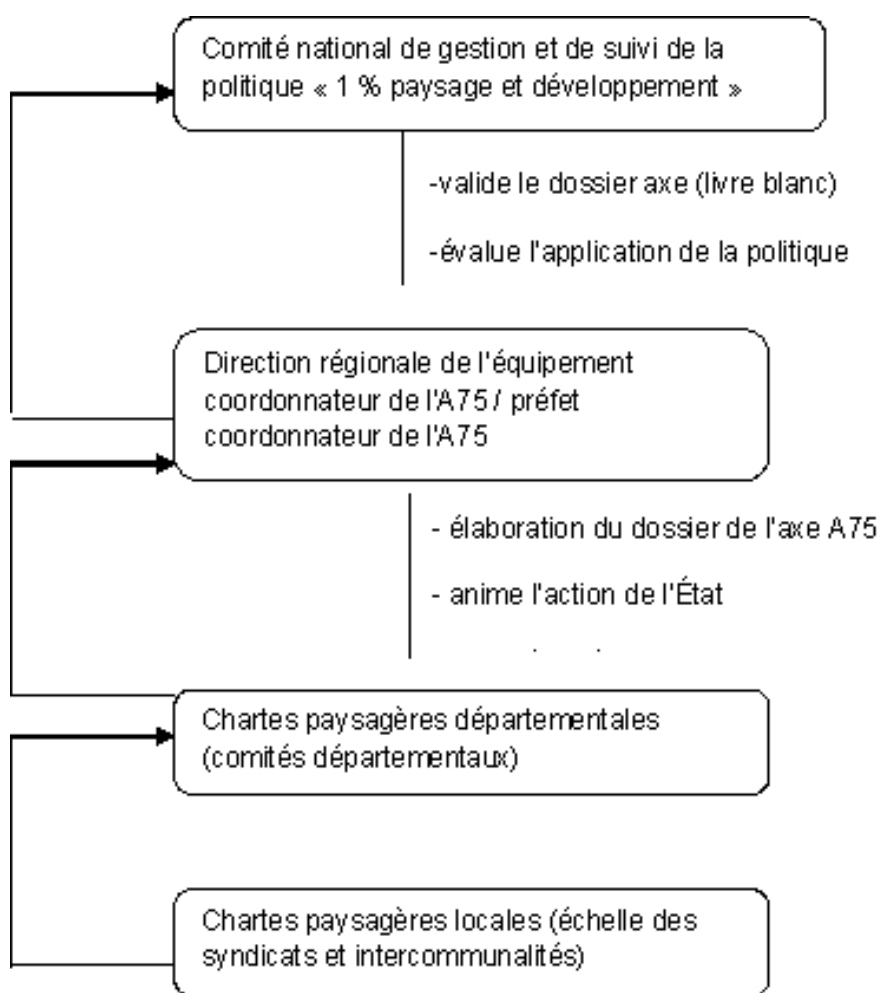 Comité national de gestion et de suivi de la
politique « 1 % paysage et développement »
-valide le dossier axe (livre blanc)
-évalue l'application de la politique
Direction régionale de l'équipement
coordonnateur de l'A75 / préfet
coordonnateur de l'A75
- élaboration du dossier de l'axe A75
- anime l'action de l'État
Chartes paysagères départementales
(comités départementaux)
Chartes paysagères locales (échelle des
syndicats et intercommunalités)